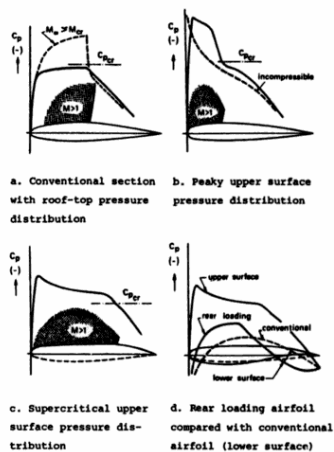 Cp
(-)
M∞ > Mcr
Cpcr
M>1
a. Conventional section
with roof-top pressure
distribution
Cp
(-)
Cpcr
incompressible
M>1
b. Peaky upper surface
pressure distribution
Cp
(-)
Cpcr
M>1
c. Supercritical upper
surface pressure dis-
tribution
Cp
(-)
upper surface
rear loading
conventional
lower surface
d. Rear loading airfoil
compared with conventional
airfoil (lower surface)